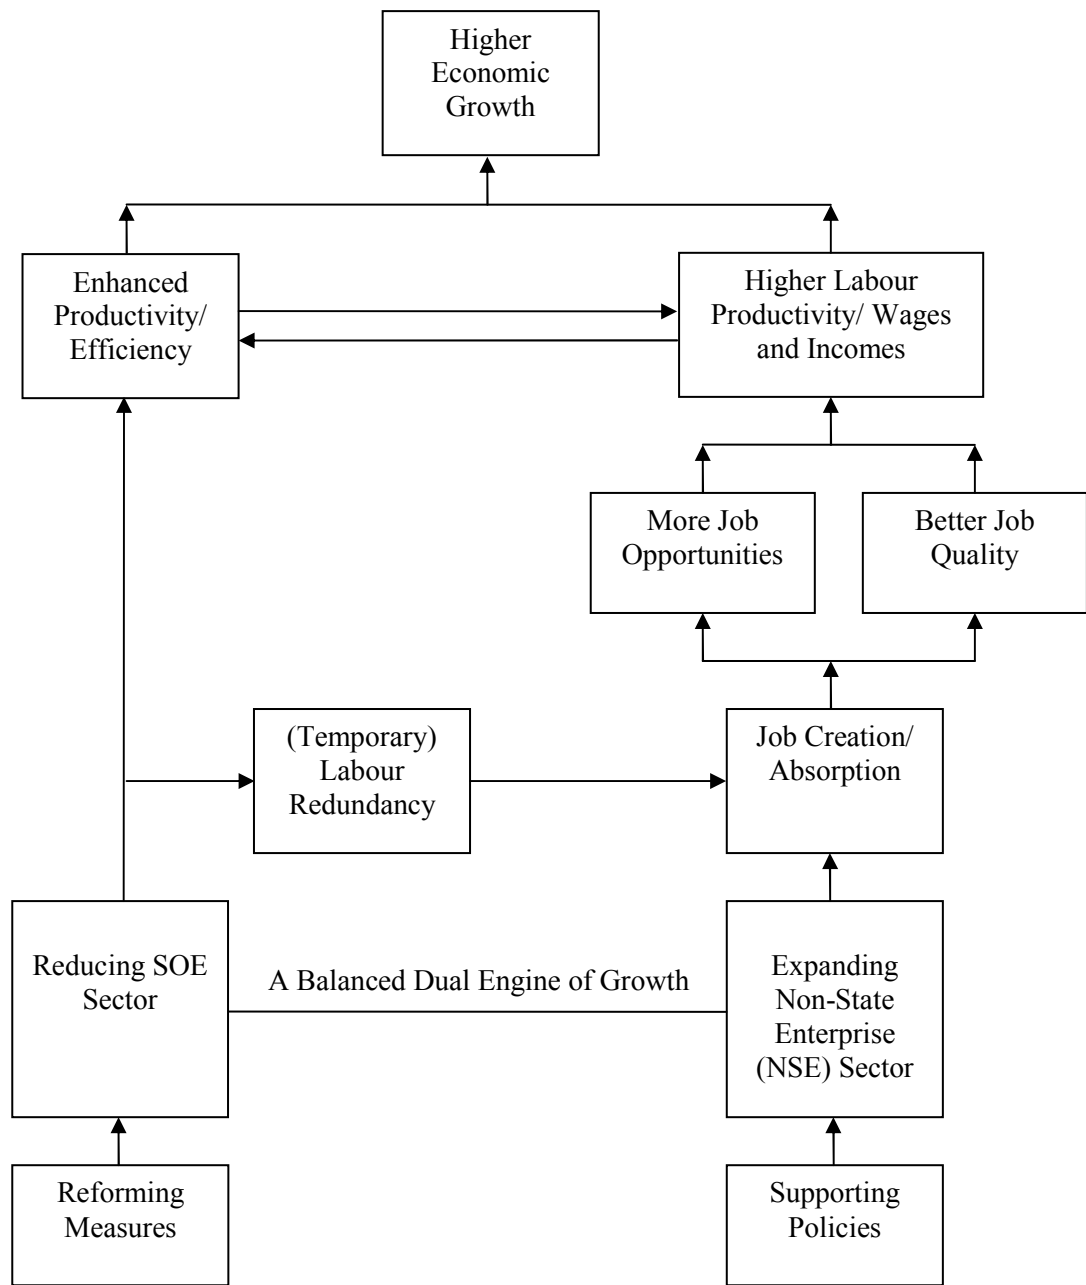 Higher
Economic
Growth
Enhanced
Productivity/
Efficiency
Higher Labour
Productivity/ Wages
and Incomes
More Job
Opportunities
Better Job
Quality
(Temporary)
Labour
Redundancy
Job Creation/
Absorption
Reducing SOE
Sector
A Balanced Dual Engine of Growth
Expanding
Non-State
Enterprise
(NSE) Sector
Reforming
Measures
Supporting
Policies